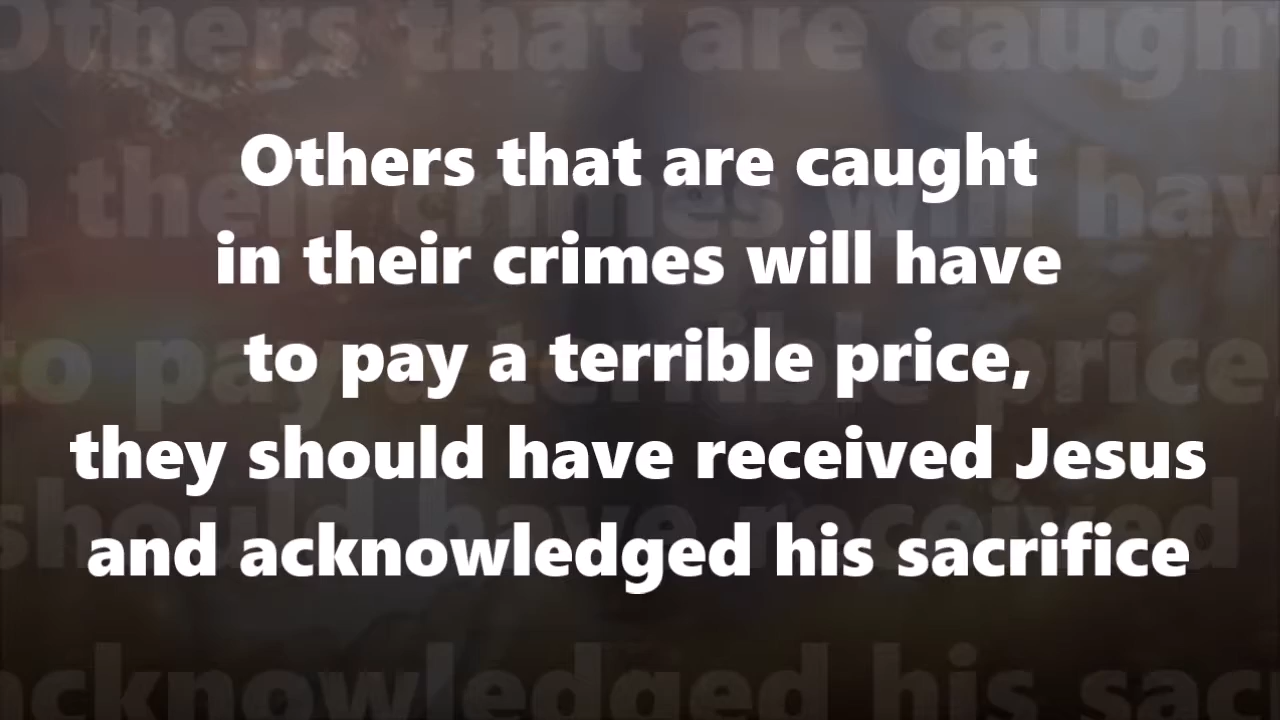 Others that are caught
in their crimes will have
to pay a terrible price,
they should have received Jesus
and acknowledged his sacrifice